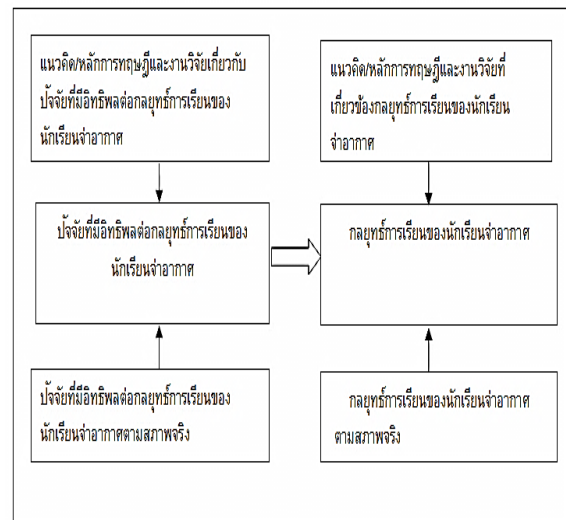 แนวคิด/หลักการทฤษฎีและงานวิจัยเกี่ยวกับ
ปัจจัยที่มีอิทธิพลต่อกลยุทธ์การเรียนของ
นักเรียนจ่าอากาศ
แนวคิด/หลักการทฤษฎีและงานวิจัยที่
เกี่ยวข้องกลยุทธ์การเรียนของนักเรียน
จ่าอากาศ
ปัจจัยที่มีอิทธิพลต่อกลยุทธ์การเรียนของ
นักเรียนจ่าอากาศ
กลยุทธ์การเรียนของนักเรียนจ่าอากาศ
ปัจจัยที่มีอิทธิพลต่อกลยุทธ์การเรียนของ
นักเรียนจ่าอากาศตามสภาพจริง
กลยุทธ์การเรียนของนักเรียนจ่าอากาศ
ตามสภาพจริง